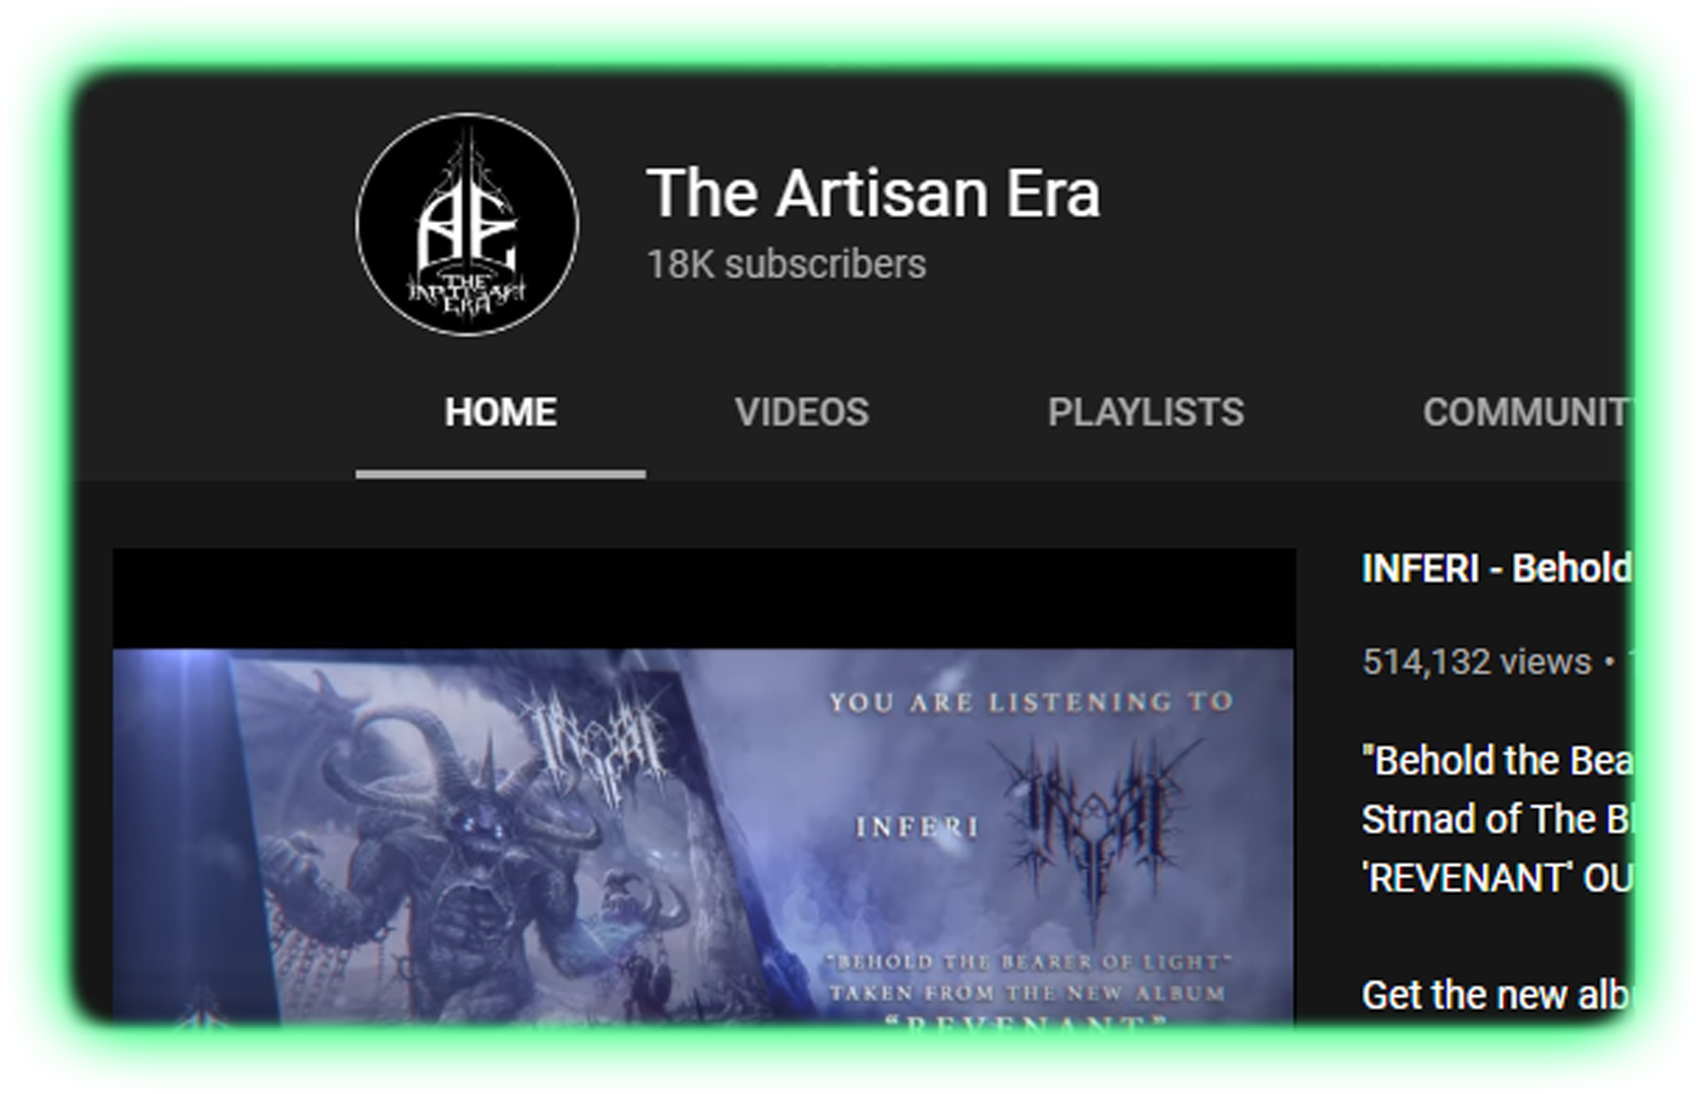 The Artisan Era
18K subscribers
AE
THE
ARTISAN
ERA
HOME
VIDEOS
PLAYLISTS
COMMUNIT
INFERI - Behold
514,132 views •
"Behold the Bea
Strnad of The Bl
'REVENANT' OU
Get the new alb
INFERI
YOU ARE LISTENING TO
INFERI
INFERI
"BEHOLD THE BEARER OF LIGHT"
TAKEN FROM THE NEW ALBUM
"REVENANT"